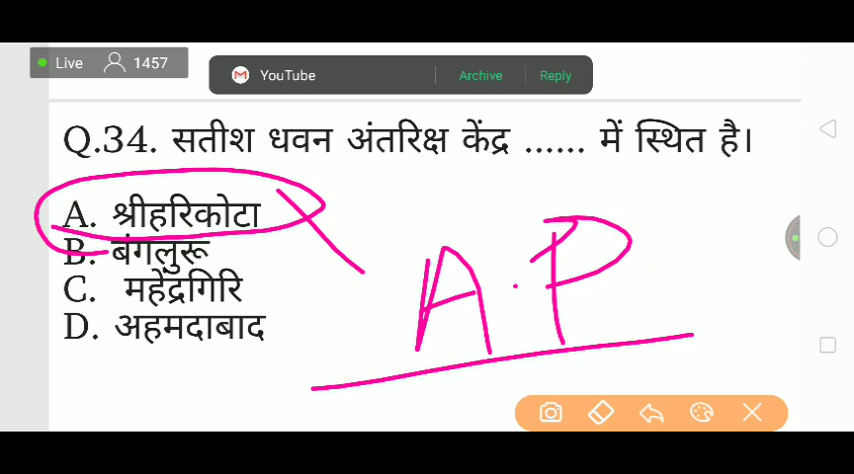 Live 1457
YouTube Archive Reply
Q.34. सतीश धवन अंतरिक्ष केंद्र ...... में स्थित है।
A. श्रीहरिकोटा
B. बंगलुरू
C. महेंद्रगिरि
D. अहमदाबाद
A.P